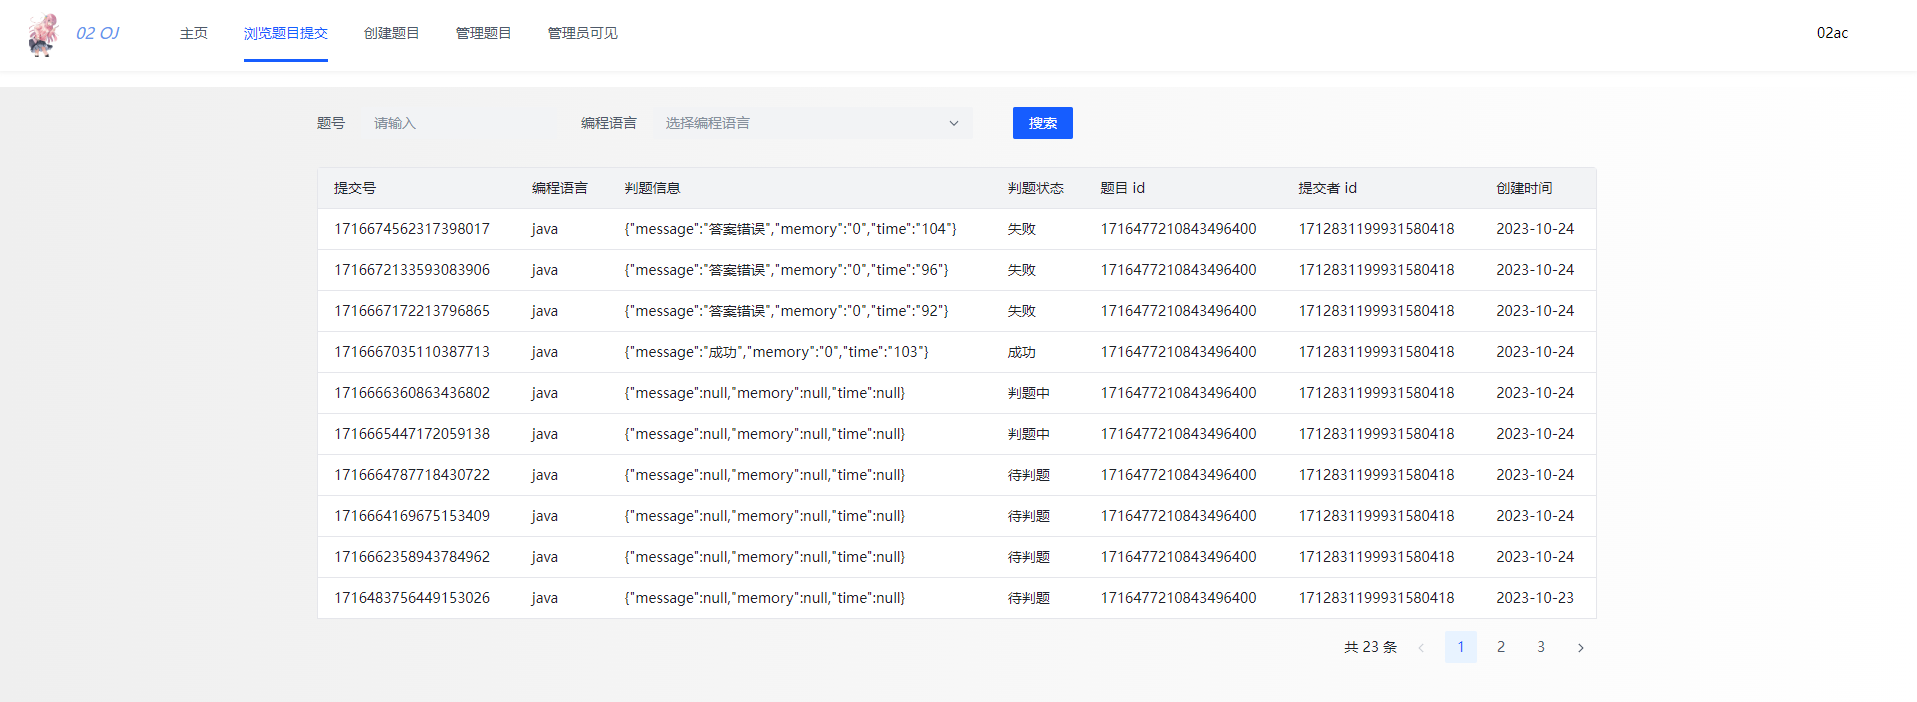 02 OJ 主页 浏览题目提交 创建题目 管理题目 管理员可见 02ac
题号 请输入 编程语言 选择编程语言 搜索
提交号 编程语言 判题信息 判题状态 题目 id 提交者 id 创建时间
1716674562317398017 java {"message":"答案错误","memory":"0","time":"104"} 失败 1716477210843496400 1712831199931580418 2023-10-24
1716672133593083906 java {"message":"答案错误","memory":"0","time":"96"} 失败 1716477210843496400 1712831199931580418 2023-10-24
1716667172213796865 java {"message":"答案错误","memory":"0","time":"92"} 失败 1716477210843496400 1712831199931580418 2023-10-24
1716667035110387713 java {"message":"成功","memory":"0","time":"103"} 成功 1716477210843496400 1712831199931580418 2023-10-24
1716666360863436802 java {"message":null,"memory":null,"time":null} 判题中 1716477210843496400 1712831199931580418 2023-10-24
1716665447172059138 java {"message":null,"memory":null,"time":null} 判题中 1716477210843496400 1712831199931580418 2023-10-24
1716664787718430722 java {"message":null,"memory":null,"time":null} 待判题 1716477210843496400 1712831199931580418 2023-10-24
1716664169675153409 java {"message":null,"memory":null,"time":null} 待判题 1716477210843496400 1712831199931580418 2023-10-24
1716662358943784962 java {"message":null,"memory":null,"time":null} 待判题 1716477210843496400 1712831199931580418 2023-10-24
1716483756449153026 java {"message":null,"memory":null,"time":null} 待判题 1716477210843496400 1712831199931580418 2023-10-23
共 23 条 1 2 3